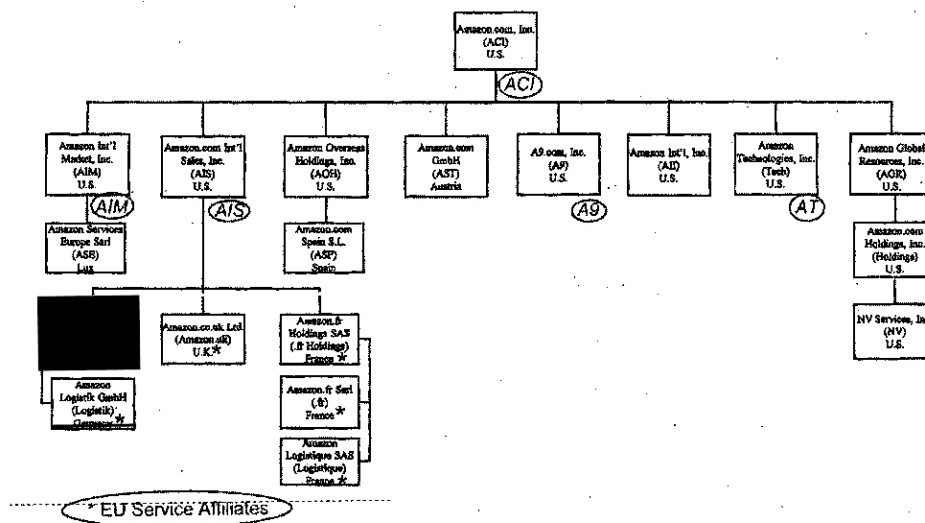 Amazon.com, Inc.
(ACI)
U.S.
ACI
Amazon Int'l
Market, Inc.
(AIM)
U.S.
AIM
Amazon.com Int'l
Sales, Inc.
(AIS)
U.S.
AIS
Amazon Overseas
Holdings, Inc.
(AOH)
U.S.
Amazon.com
GmbH
(AST)
Austria
A9.com, Inc.
(A9)
U.S.
A9
Amazon Int'l, Inc.
(AII)
U.S.
Amazon
Technologies, Inc.
(Tech)
U.S.
AT
Amazon Global
Resources, Inc.
(AGR)
U.S.
Amazon Services
Europe Sarl
(ASE)
Lux
Amazon.com
Spain S.L.
(ASP)
Spain
Amazon.com
Holdings, Inc.
(Holdings)
U.S.
Amazon.co.uk Ltd.
(Amazon.uk)
U.K.*
Amazon.fr
Holdings SAS
(.fr Holdings)
France *
NV Services, In
(NV)
U.S.
Amazon
Logistik GmbH
(Logistik)
Germany *
Amazon.fr Sarl
(.fr)
France *
Amazon
Logistique SAS
(Logistique)
France *
* EU Service Affiliates